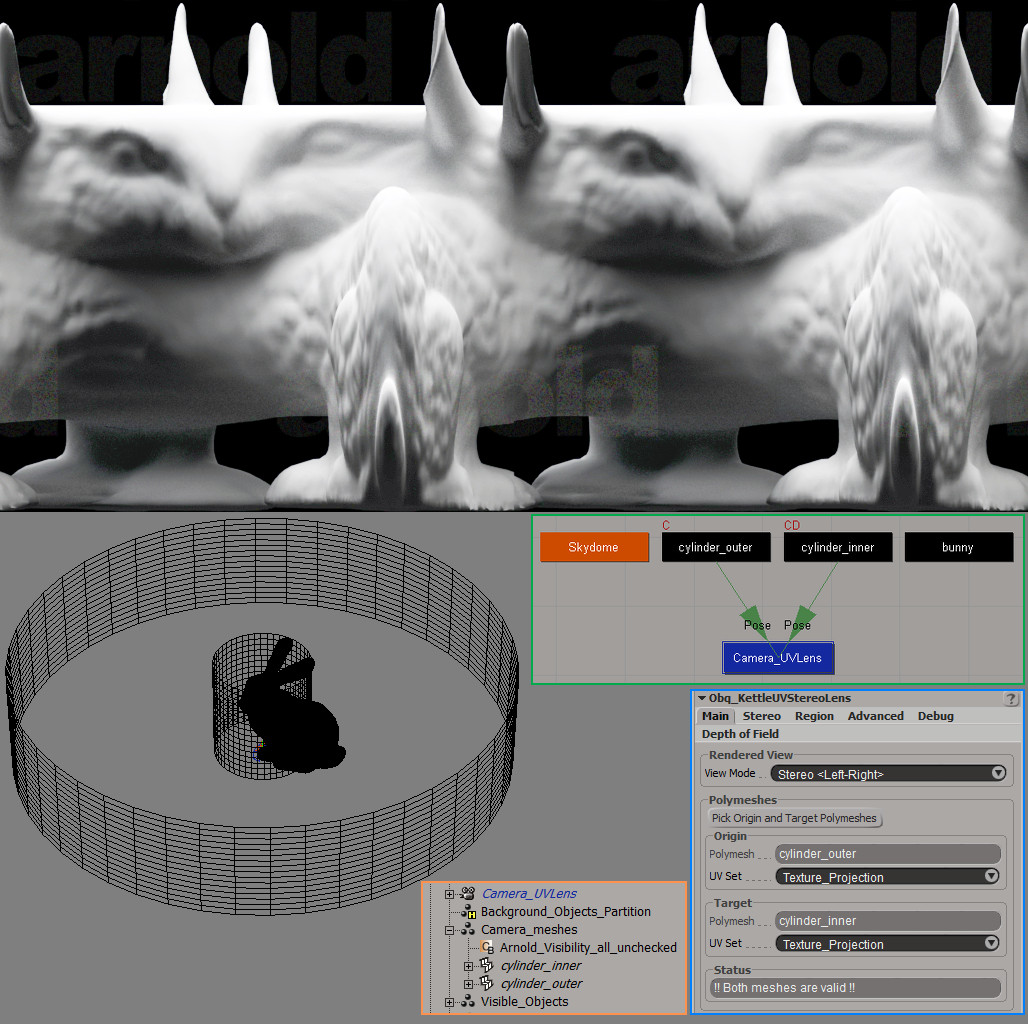 arnold arnold
arnold arnold
C CD
Skydome cylinder_outer cylinder_inner bunny
Pose Pose
Camera_UVLens
Obq_KettleUVStereoLens ?
Main Stereo Region Advanced Debug
Depth of Field
Rendered View
View Mode Stereo <Left-Right>
Polymeshes
Pick Origin and Target Polymeshes
Origin
Polymesh cylinder_outer
UV Set Texture_Projection
Target
Polymesh cylinder_inner
UV Set Texture_Projection
Status
!! Both meshes are valid !!
Camera_UVLens
Background_Objects_Partition
Camera_meshes
Arnold_Visibility_all_unchecked
cylinder_inner
cylinder_outer
Visible_Objects